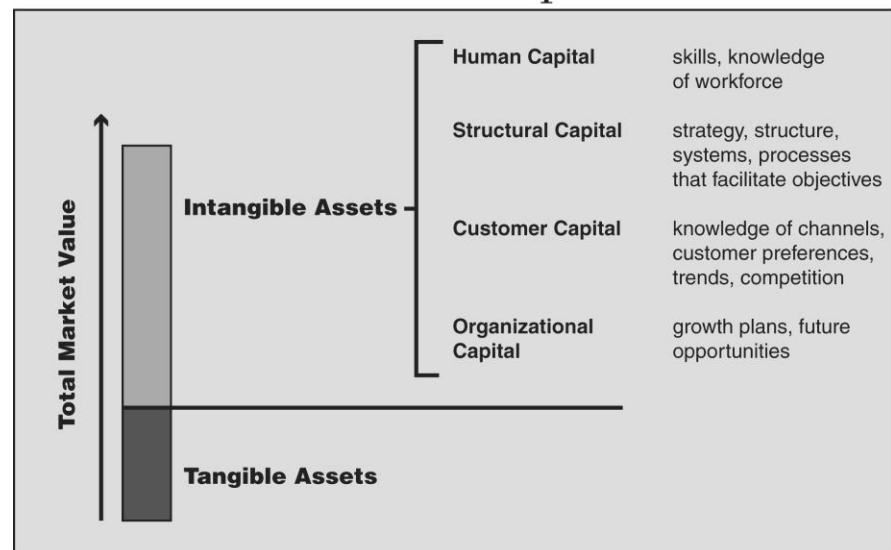 Total Market Value
Intangible Assets
Human Capital
skills, knowledge
of workforce
Structural Capital
strategy, structure,
systems, processes
that facilitate objectives
Customer Capital
knowledge of channels,
customer preferences,
trends, competition
Organizational
Capital
growth plans, future
opportunities
Tangible Assets